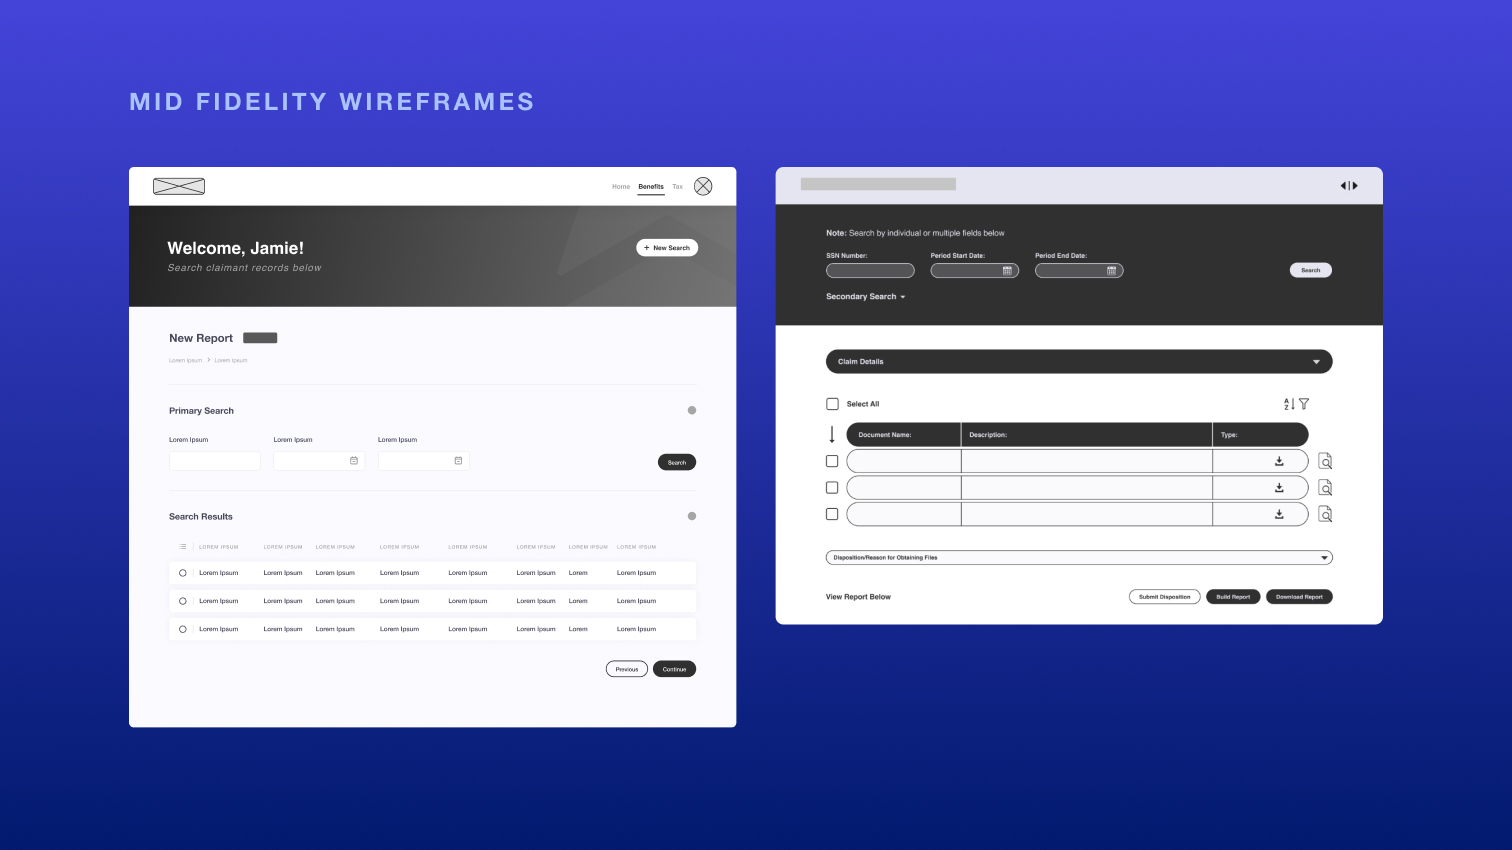 MID FIDELITY WIREFRAMES
Home Benefits Tax
Welcome, Jamie!
Search claimant records below
+ New Search
New Report
Lorem Ipsum > Lorem Ipsum
Primary Search
Lorem Ipsum Lorem Ipsum Lorem Ipsum
Search
Search Results
LOREM IPSUM LOREM IPSUM LOREM IPSUM LOREM IPSUM LOREM IPSUM LOREM IPSUM LOREM IPSUM LOREM IPSUM
Lorem Ipsum Lorem Ipsum Lorem Ipsum Lorem Ipsum Lorem Ipsum Lorem Ipsum Lorem Lorem Ipsum
Lorem Ipsum Lorem Ipsum Lorem Ipsum Lorem Ipsum Lorem Ipsum Lorem Ipsum Lorem Lorem Ipsum
Lorem Ipsum Lorem Ipsum Lorem Ipsum Lorem Ipsum Lorem Ipsum Lorem Ipsum Lorem Lorem Ipsum
Previous Continue
Note: Search by individual or multiple fields below
SSN Number: Period Start Date: Period End Date:
Search
Secondary Search
Claim Details
Select All
A
Z
Document Name: Description: Type:
Disposition/Reason for Obtaining Files
View Report Below Submit Disposition Build Report Download Report